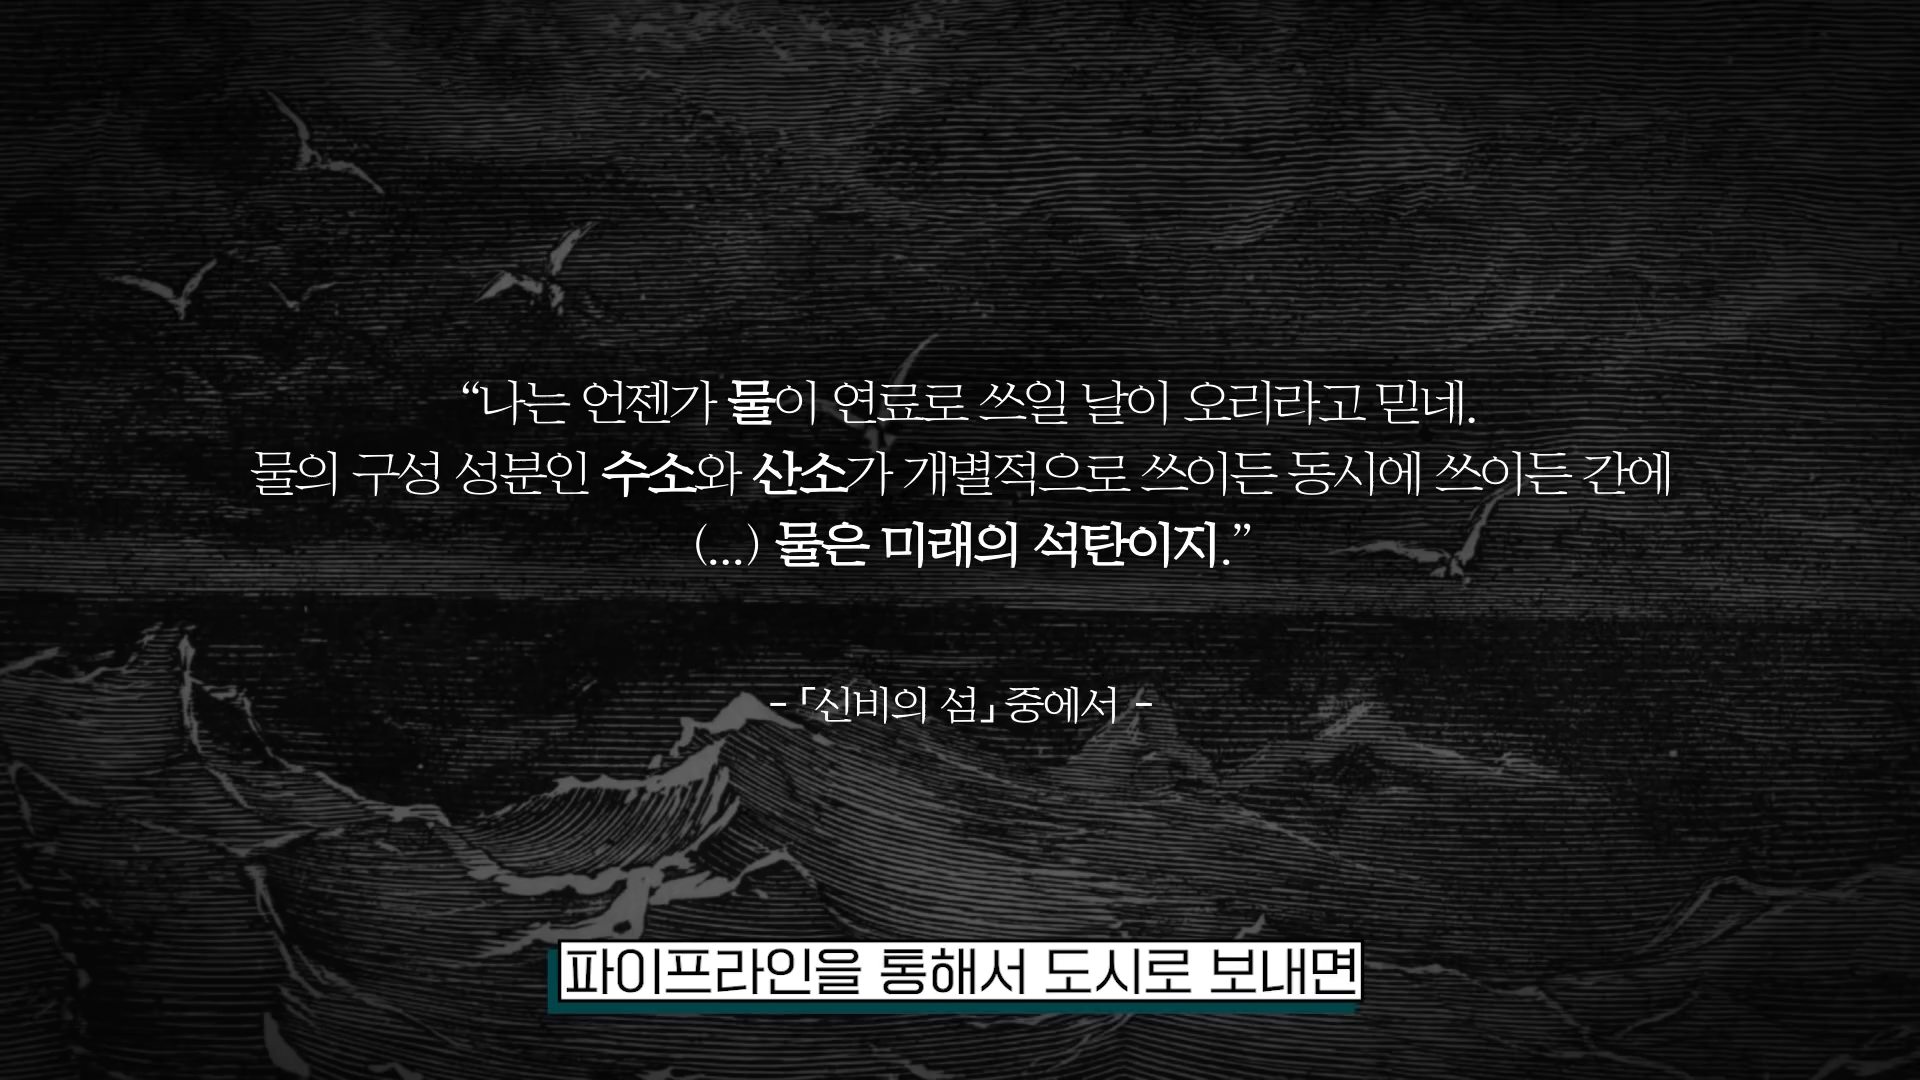 “나는 언젠가 물이 연료로 쓰일 날이 오리라고 믿네.
물의 구성 성분인 수소와 산소가 개별적으로 쓰이든 동시에 쓰이든 간에
(...) 물은 미래의 석탄이지.”
- 「신비의 섬」 중에서 -
파이프라인을 통해서 도시로 보내면